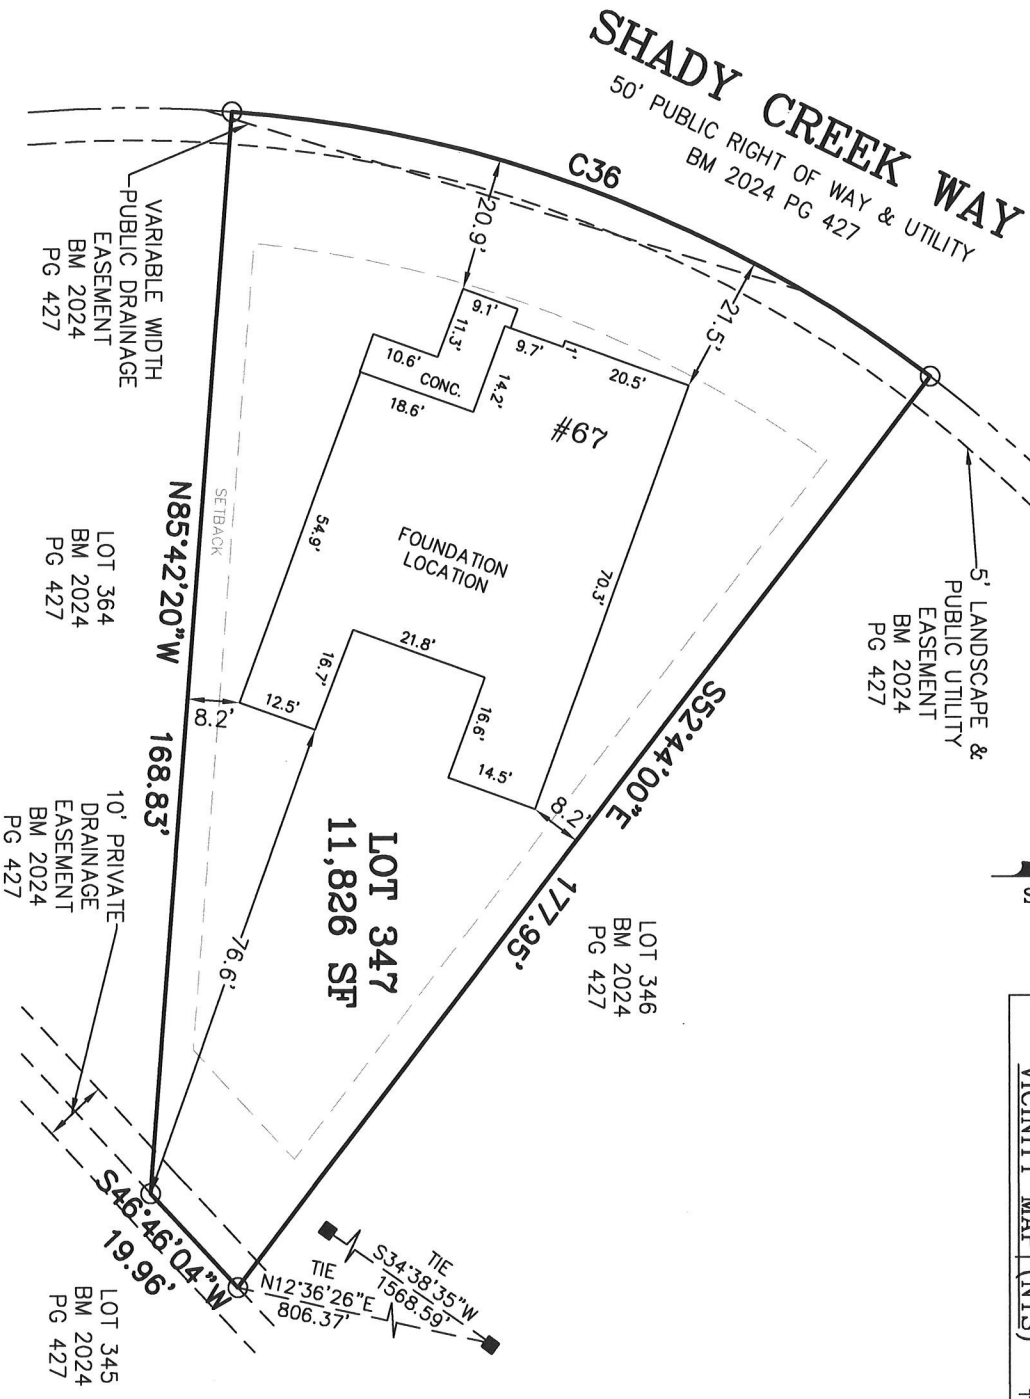 SHADY CREEK WAY
50' PUBLIC RIGHT OF WAY & UTILITY
BM 2024 PG 427
C36
20.9'
21.5'
VARIABLE WIDTH
PUBLIC DRAINAGE
EASEMENT
BM 2024
PG 427
9.1'
11.3'
9.7'
1'
20.5'
10.6'
CONC.
14.2'
18.6'
#67
5' LANDSCAPE &
PUBLIC UTILITY
EASEMENT
BM 2024
PG 427
SETBACK
N85°42'20"W 168.83'
54.9'
FOUNDATION
LOCATION
70.3'
S52°44'00"E 177.95'
LOT 364
BM 2024
PG 427
21.8'
16.7'
12.5'
16.6'
14.5'
8.2'
8.2'
LOT 347
11,826 SF
76.6'
LOT 346
BM 2024
PG 427
10' PRIVATE
DRAINAGE
EASEMENT
BM 2024
PG 427
S46°46'04"W
19.96'
TIE
S34°38'35"W
1568.59'
TIE
N12°36'26"E
806.37'
LOT 345
BM 2024
PG 427
VICINITY MAP (NTS)